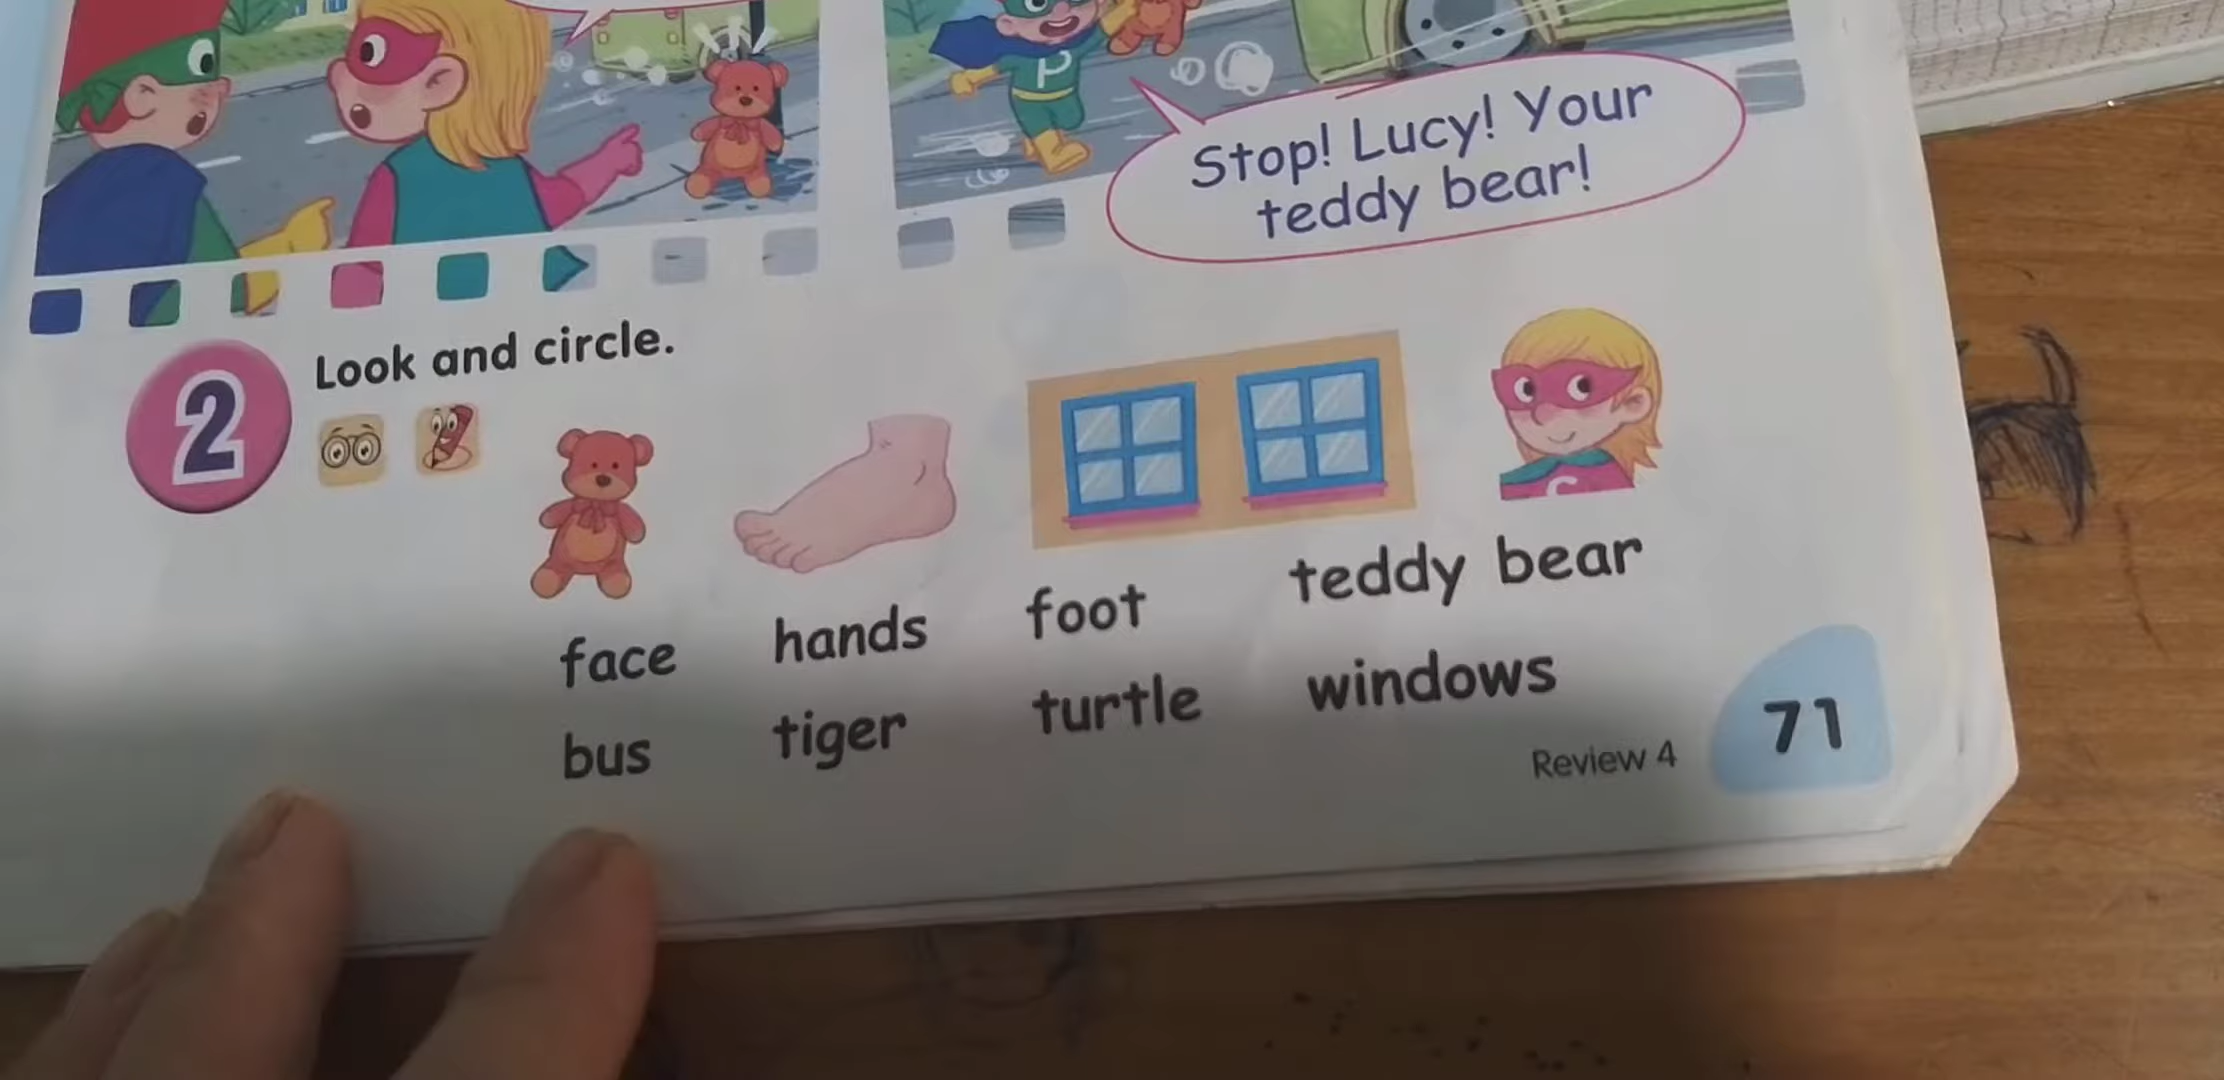 Stop! Lucy! Your
teddy bear!
P
2
Look and circle.
C
face hands foot teddy bear
bus tiger turtle windows
Review 4
71